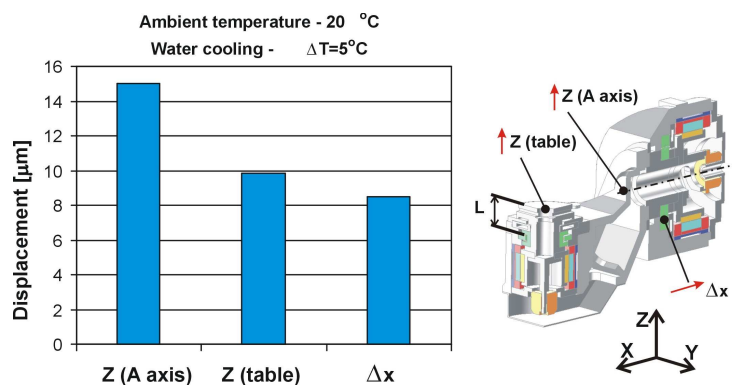 Ambient temperature - 20 °C
Water cooling - ΔT=5°C
16
14
12
10
8
6
4
2
0
Displacement [μm]
Z (A axis)
Z (table)
Δx
Z (A axis)
Z (table)
L
Δx
Z
X
Y